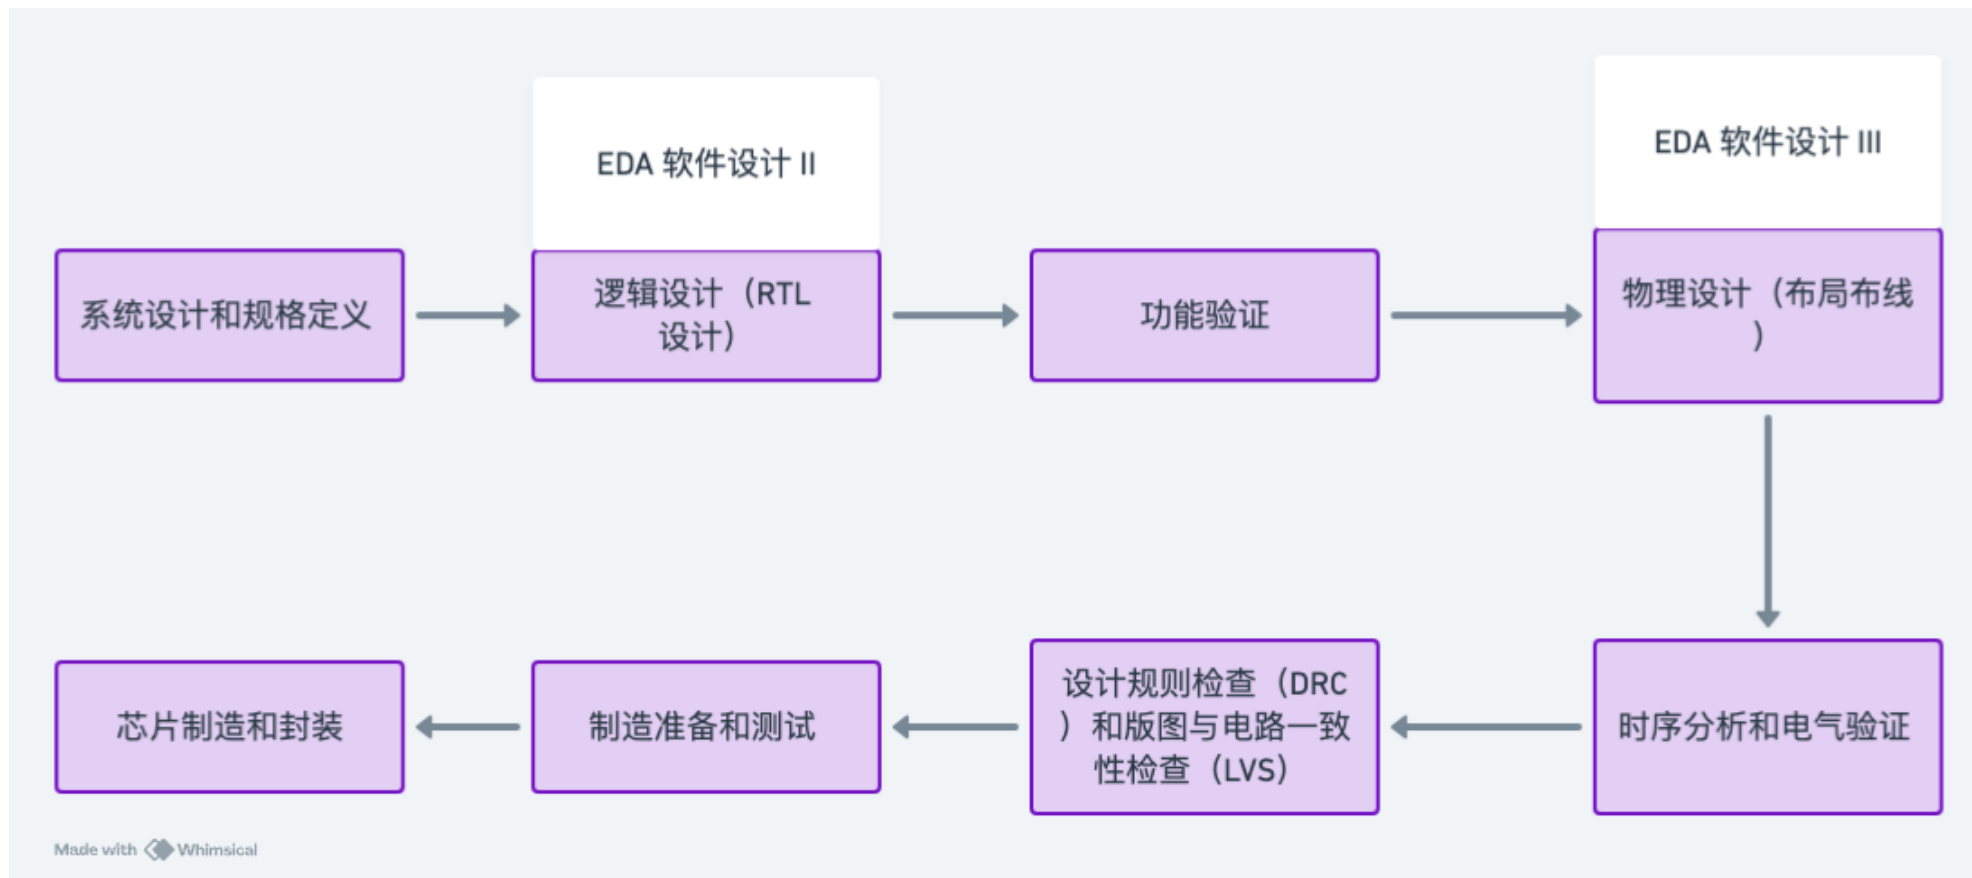 EDA 软件设计 II
EDA 软件设计 III
系统设计和规格定义
逻辑设计（RTL
设计）
功能验证
物理设计（布局布线
）
芯片制造和封装
制造准备和测试
设计规则检查（DRC
）和版图与电路一致
性检查（LVS）
时序分析和电气验证
Made with Whimsical